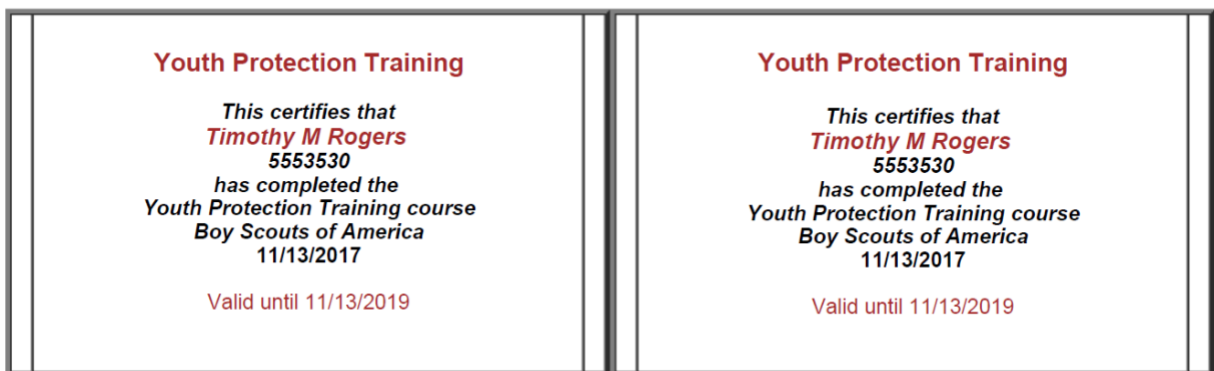 Youth Protection Training
This certifies that
Timothy M Rogers
5553530
has completed the
Youth Protection Training course
Boy Scouts of America
11/13/2017
Valid until 11/13/2019
Youth Protection Training
This certifies that
Timothy M Rogers
5553530
has completed the
Youth Protection Training course
Boy Scouts of America
11/13/2017
Valid until 11/13/2019